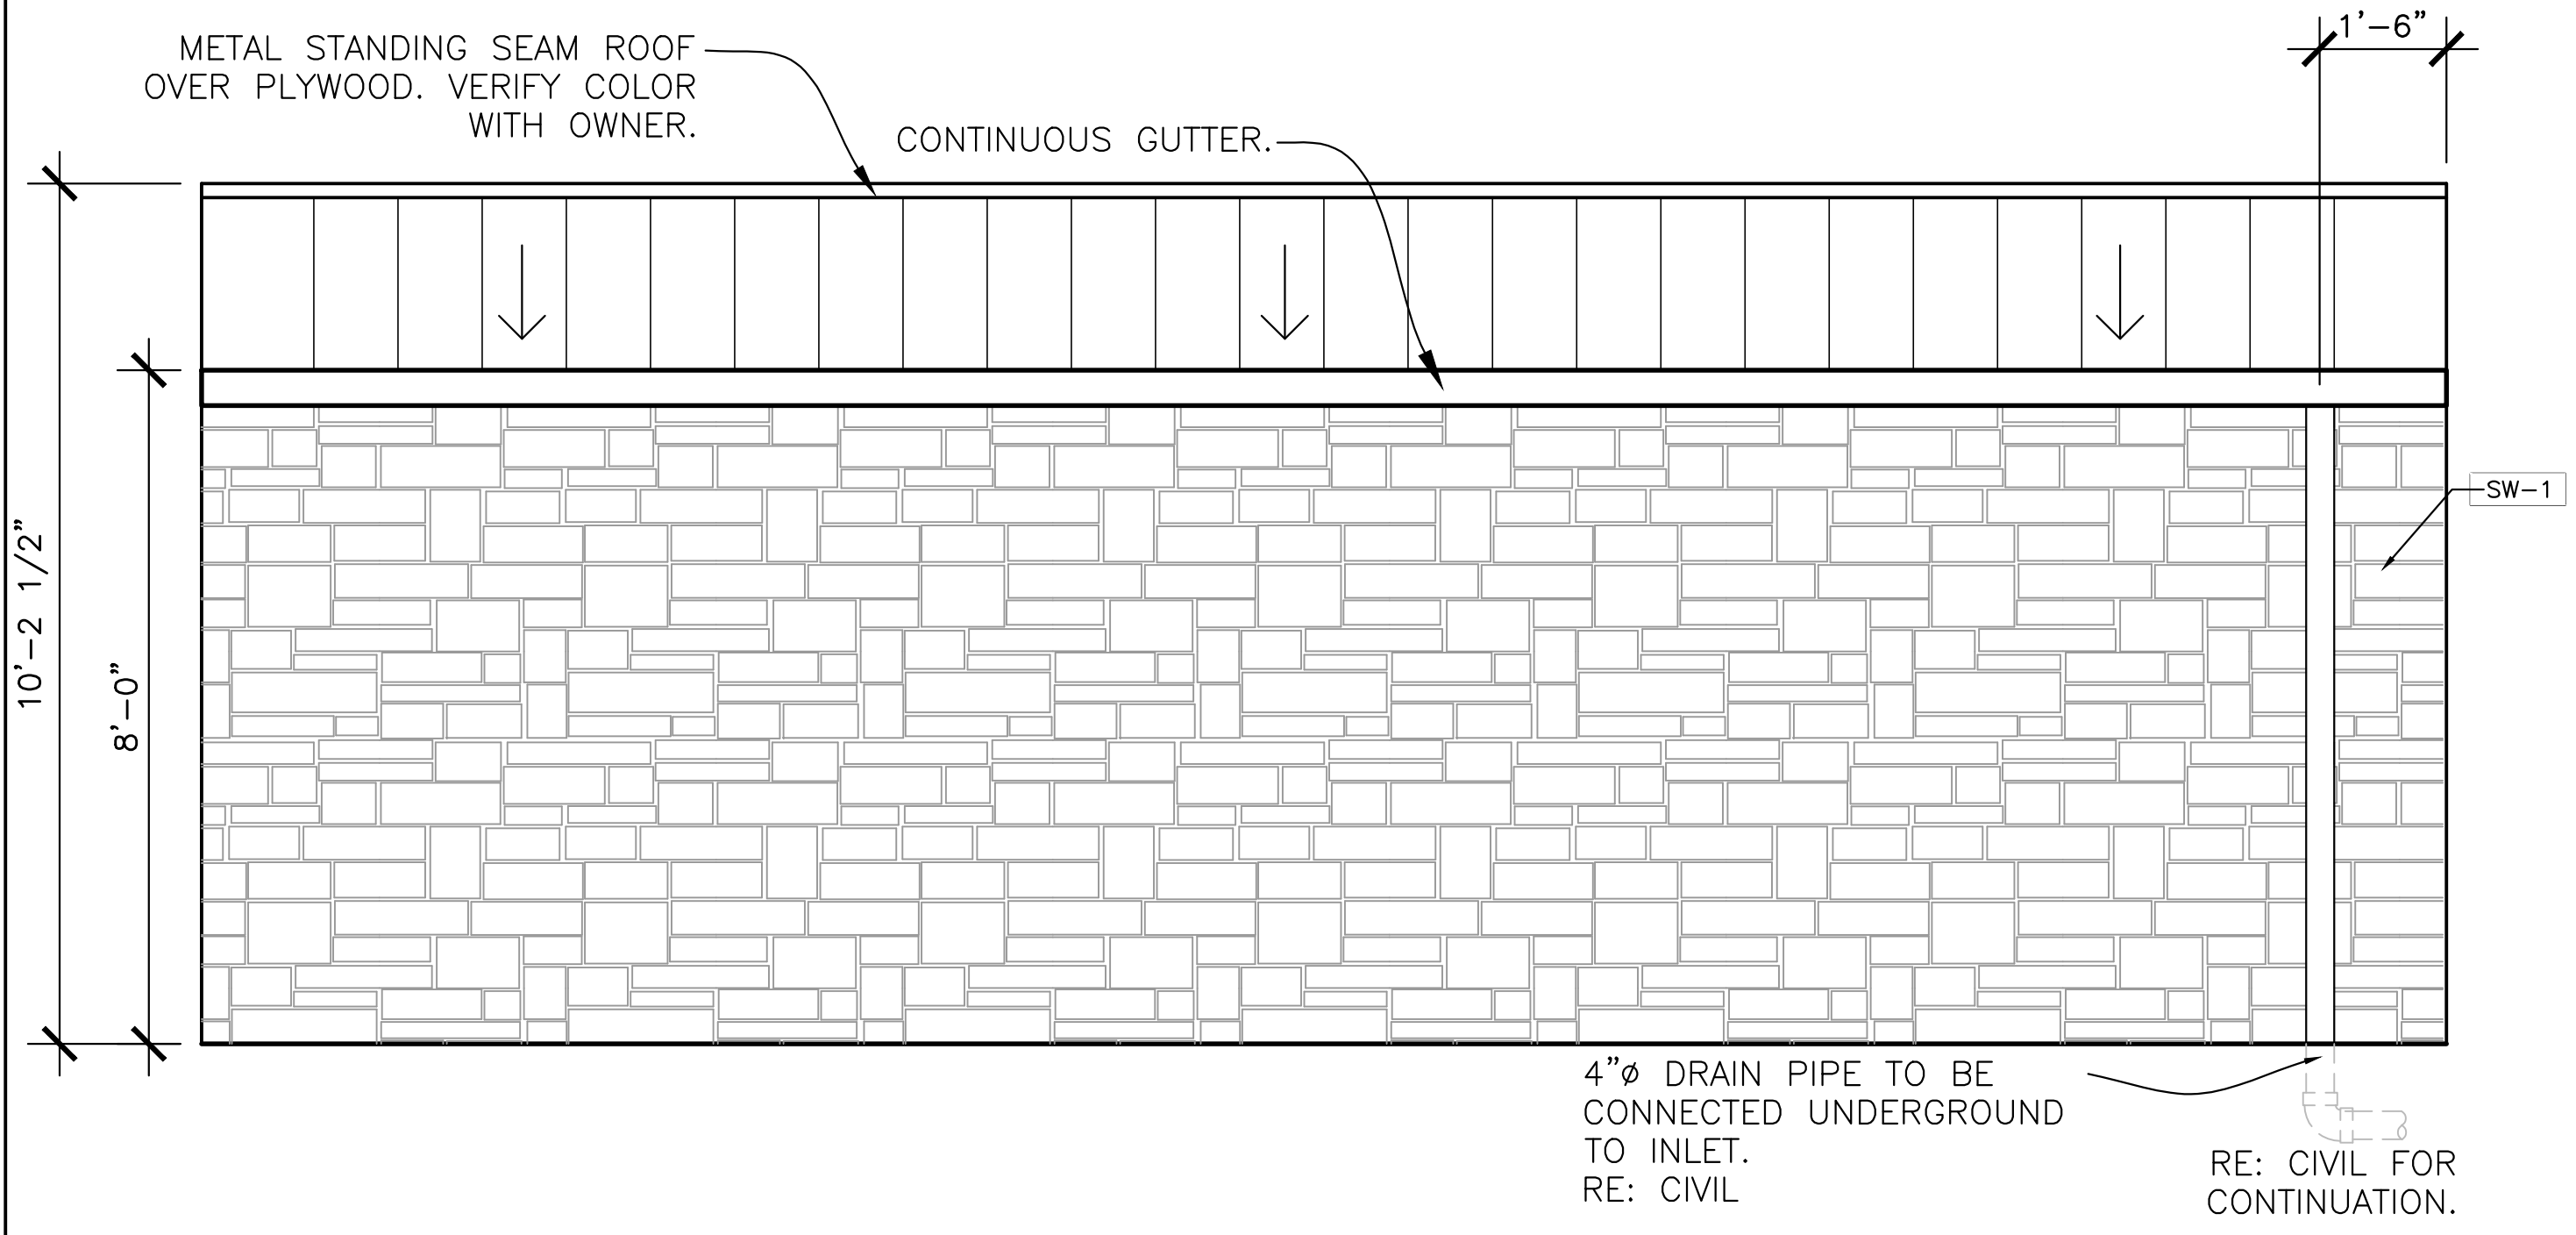 1'-6"
METAL STANDING SEAM ROOF
OVER PLYWOOD. VERIFY COLOR
WITH OWNER.
CONTINUOUS GUTTER.
10'-2 1/2"
8'-0"
SW-1
4"ø DRAIN PIPE TO BE
CONNECTED UNDERGROUND
TO INLET.
RE: CIVIL
RE: CIVIL FOR
CONTINUATION.